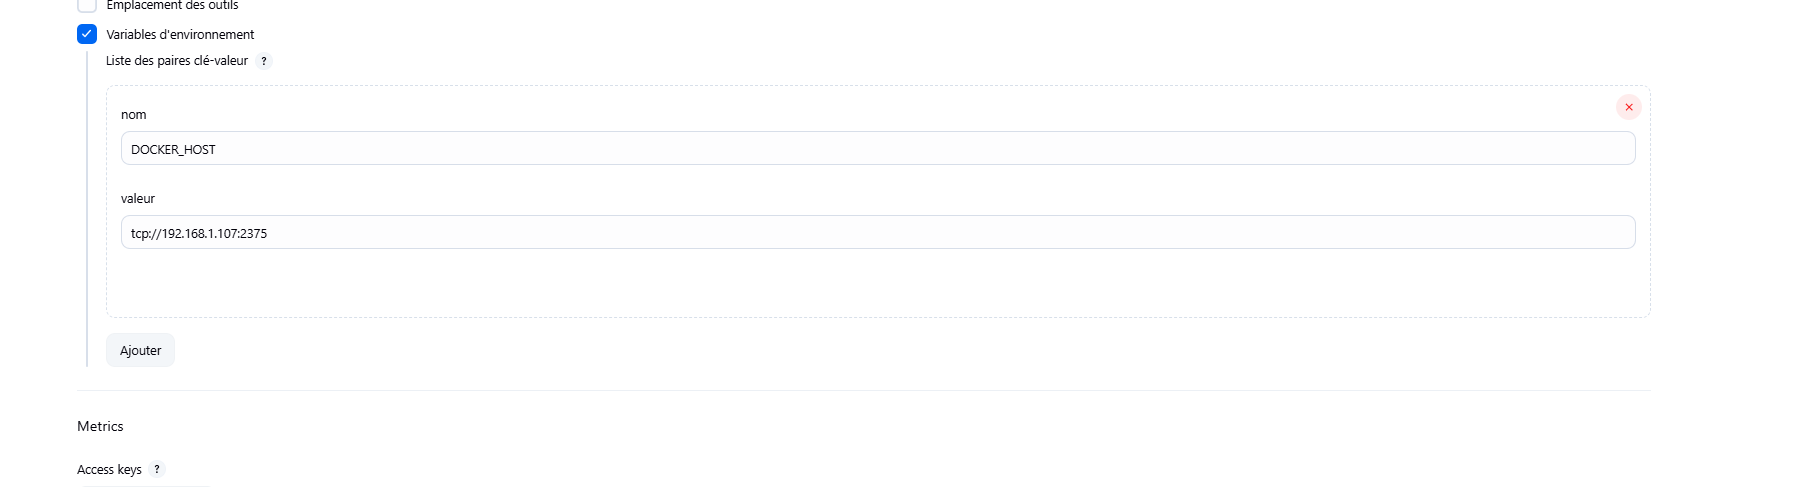 Emplacement des outils
Variables d'environnement
Liste des paires clé-valeur ?
nom
DOCKER_HOST
valeur
tcp://192.168.1.107:2375
Ajouter
Metrics
Access keys ?